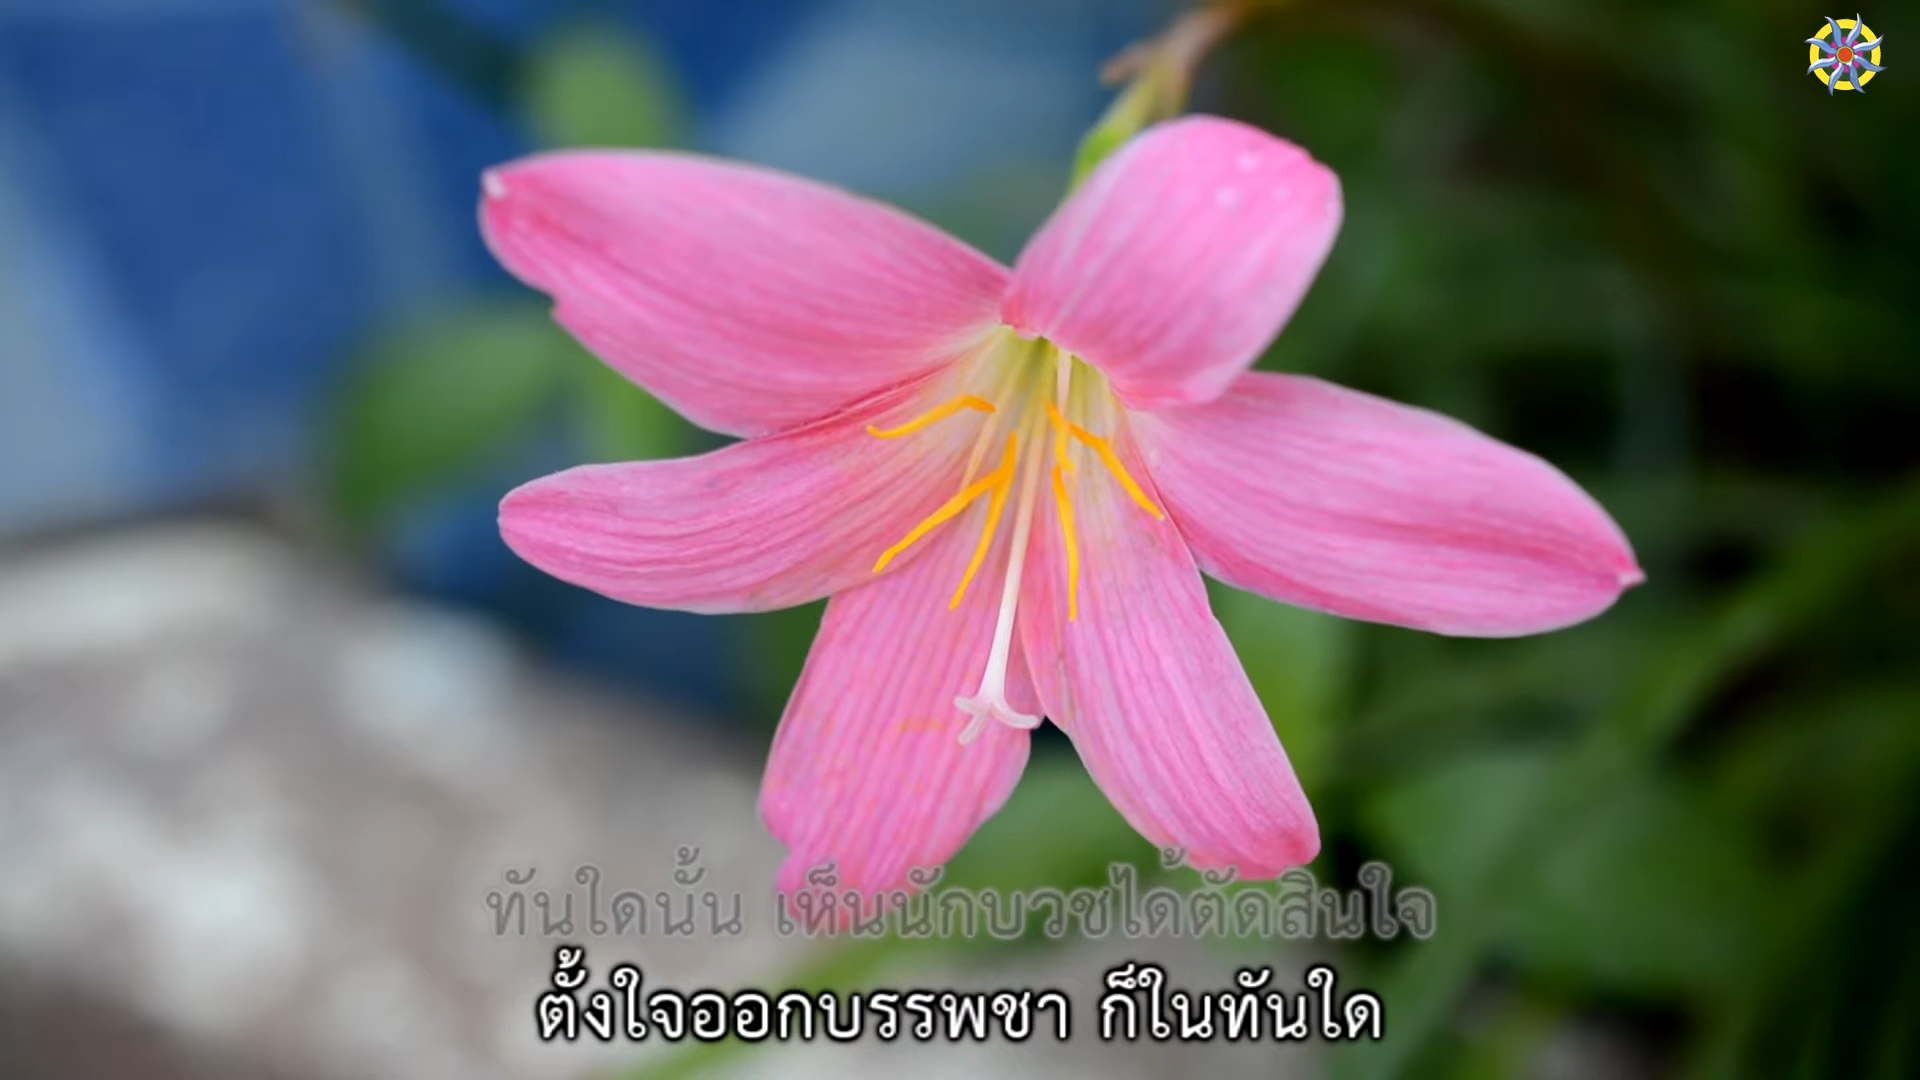 ทันใดนั้น เห็นนักบวชได้ตัดสินใจ
ตั้งใจออกบรรพชา ก็ในทันใด